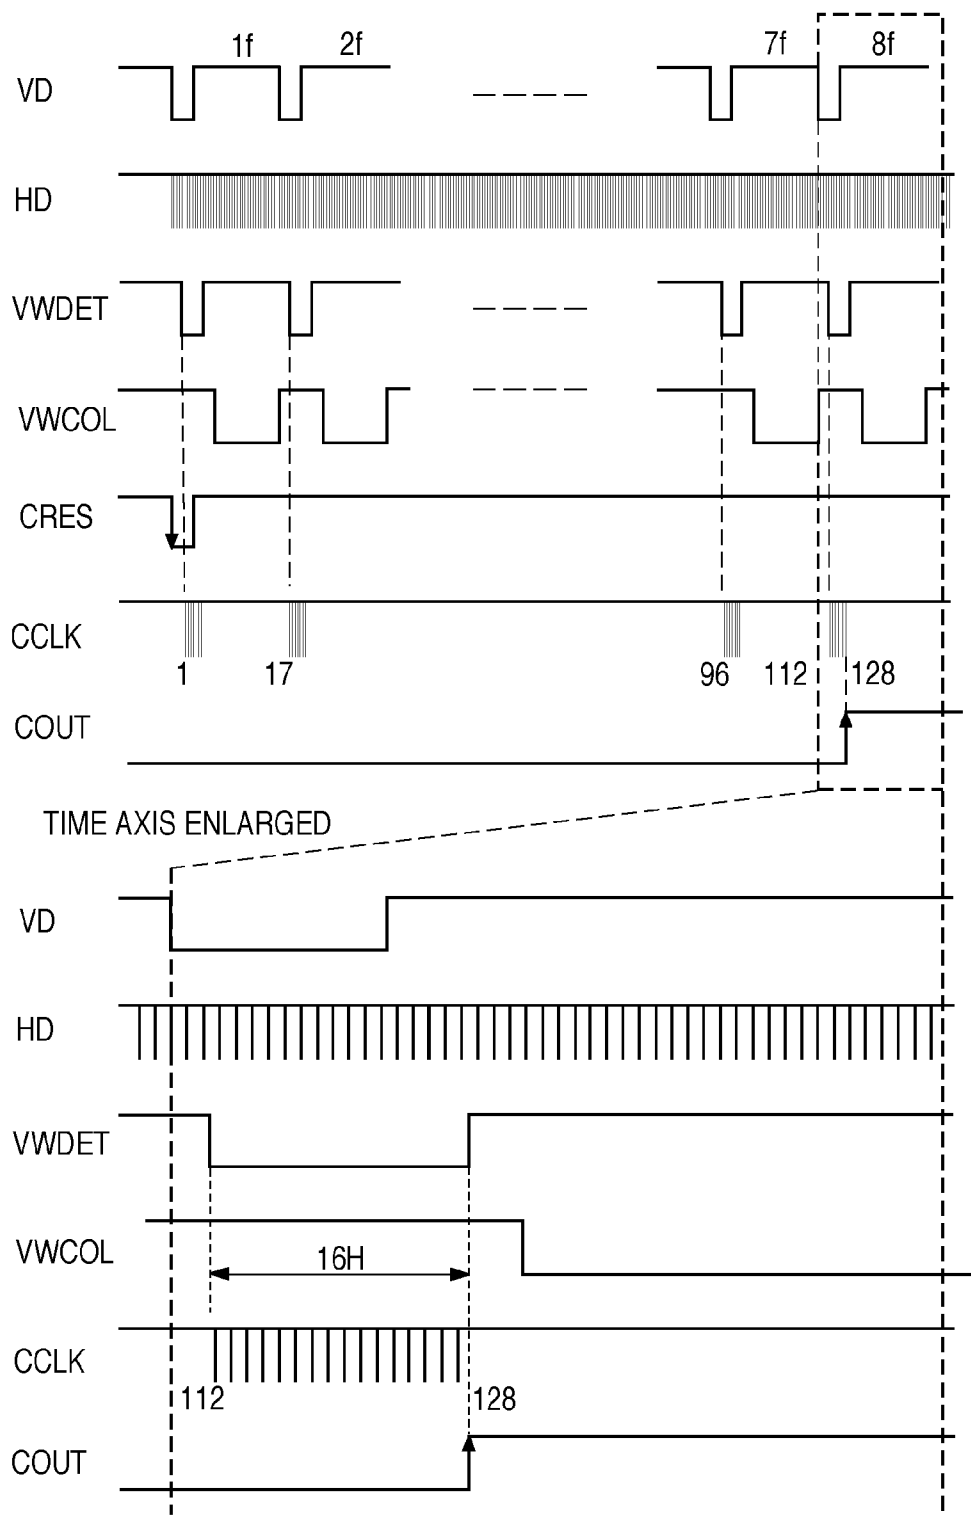 1f 2f 7f 8f
VD
HD
VWDET
VWCOL
CRES
CCLK
1 17 96 112 128
COUT
TIME AXIS ENLARGED
VD
HD
VWDET
VWCOL
16H
CCLK
112 128
COUT